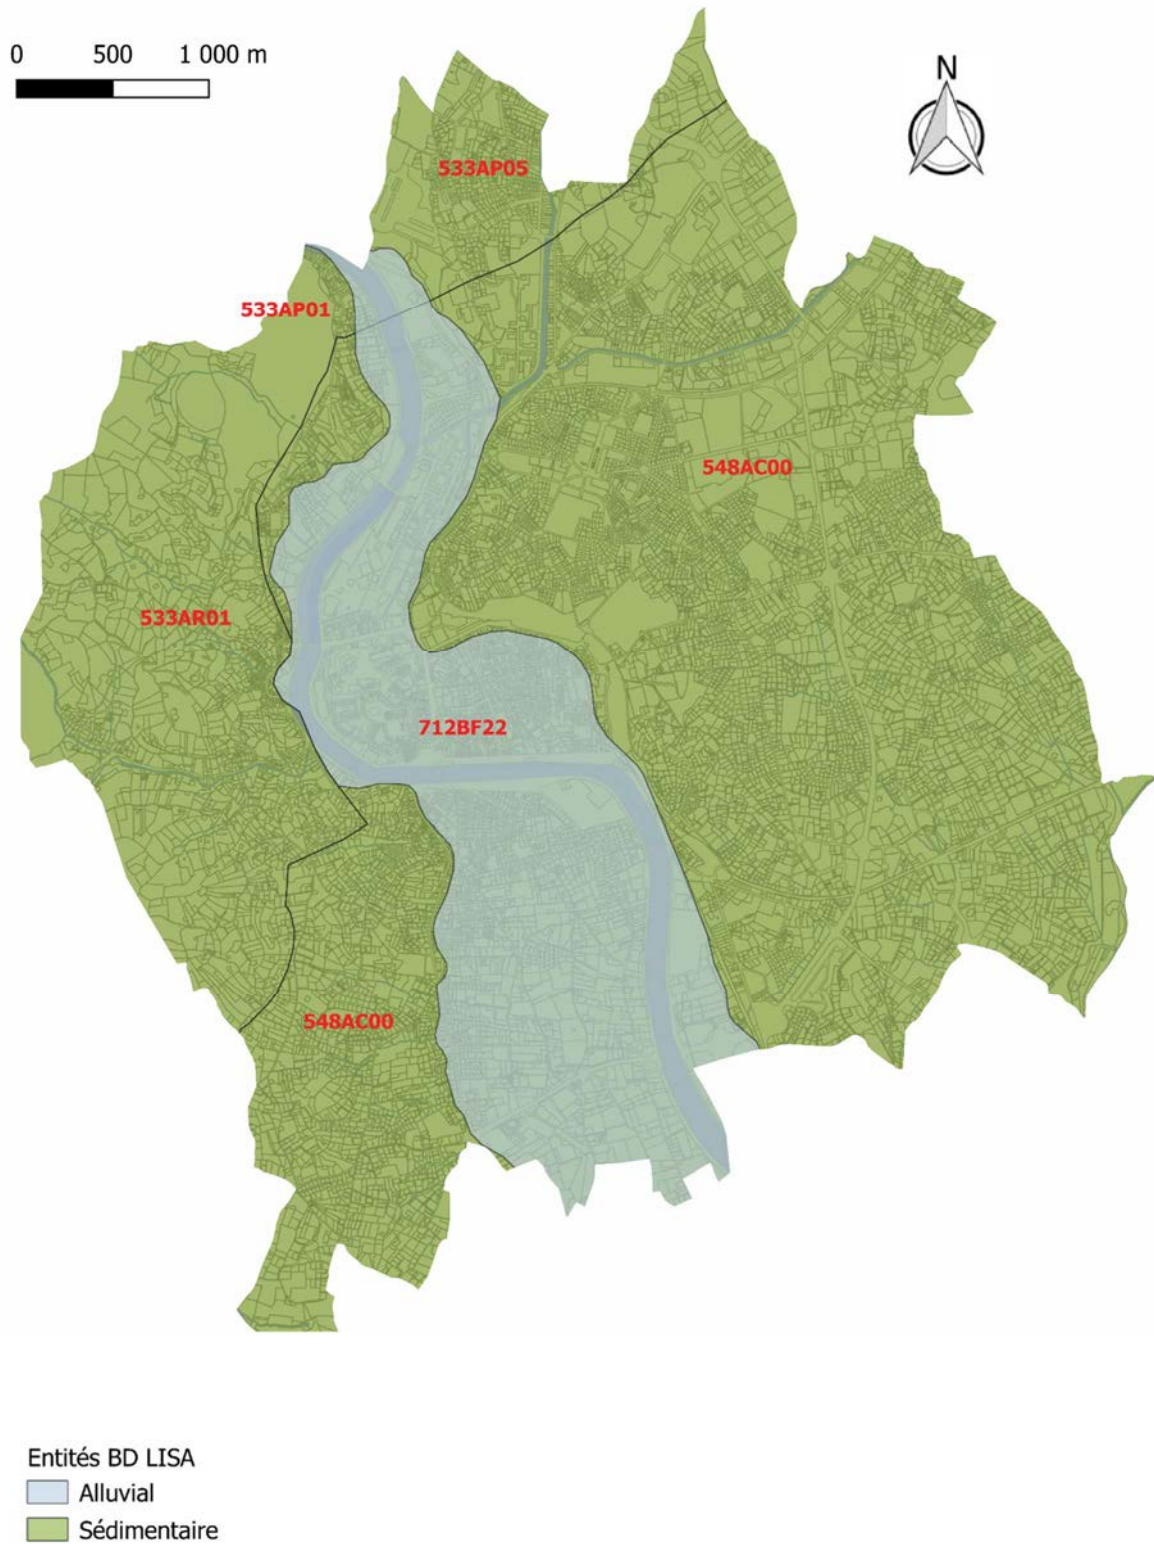 0 500 1 000 m
N
533AP05
533AP01
548AC00
533AR01
712BF22
548AC00
Entités BD LISA
Alluvial
Sédimentaire